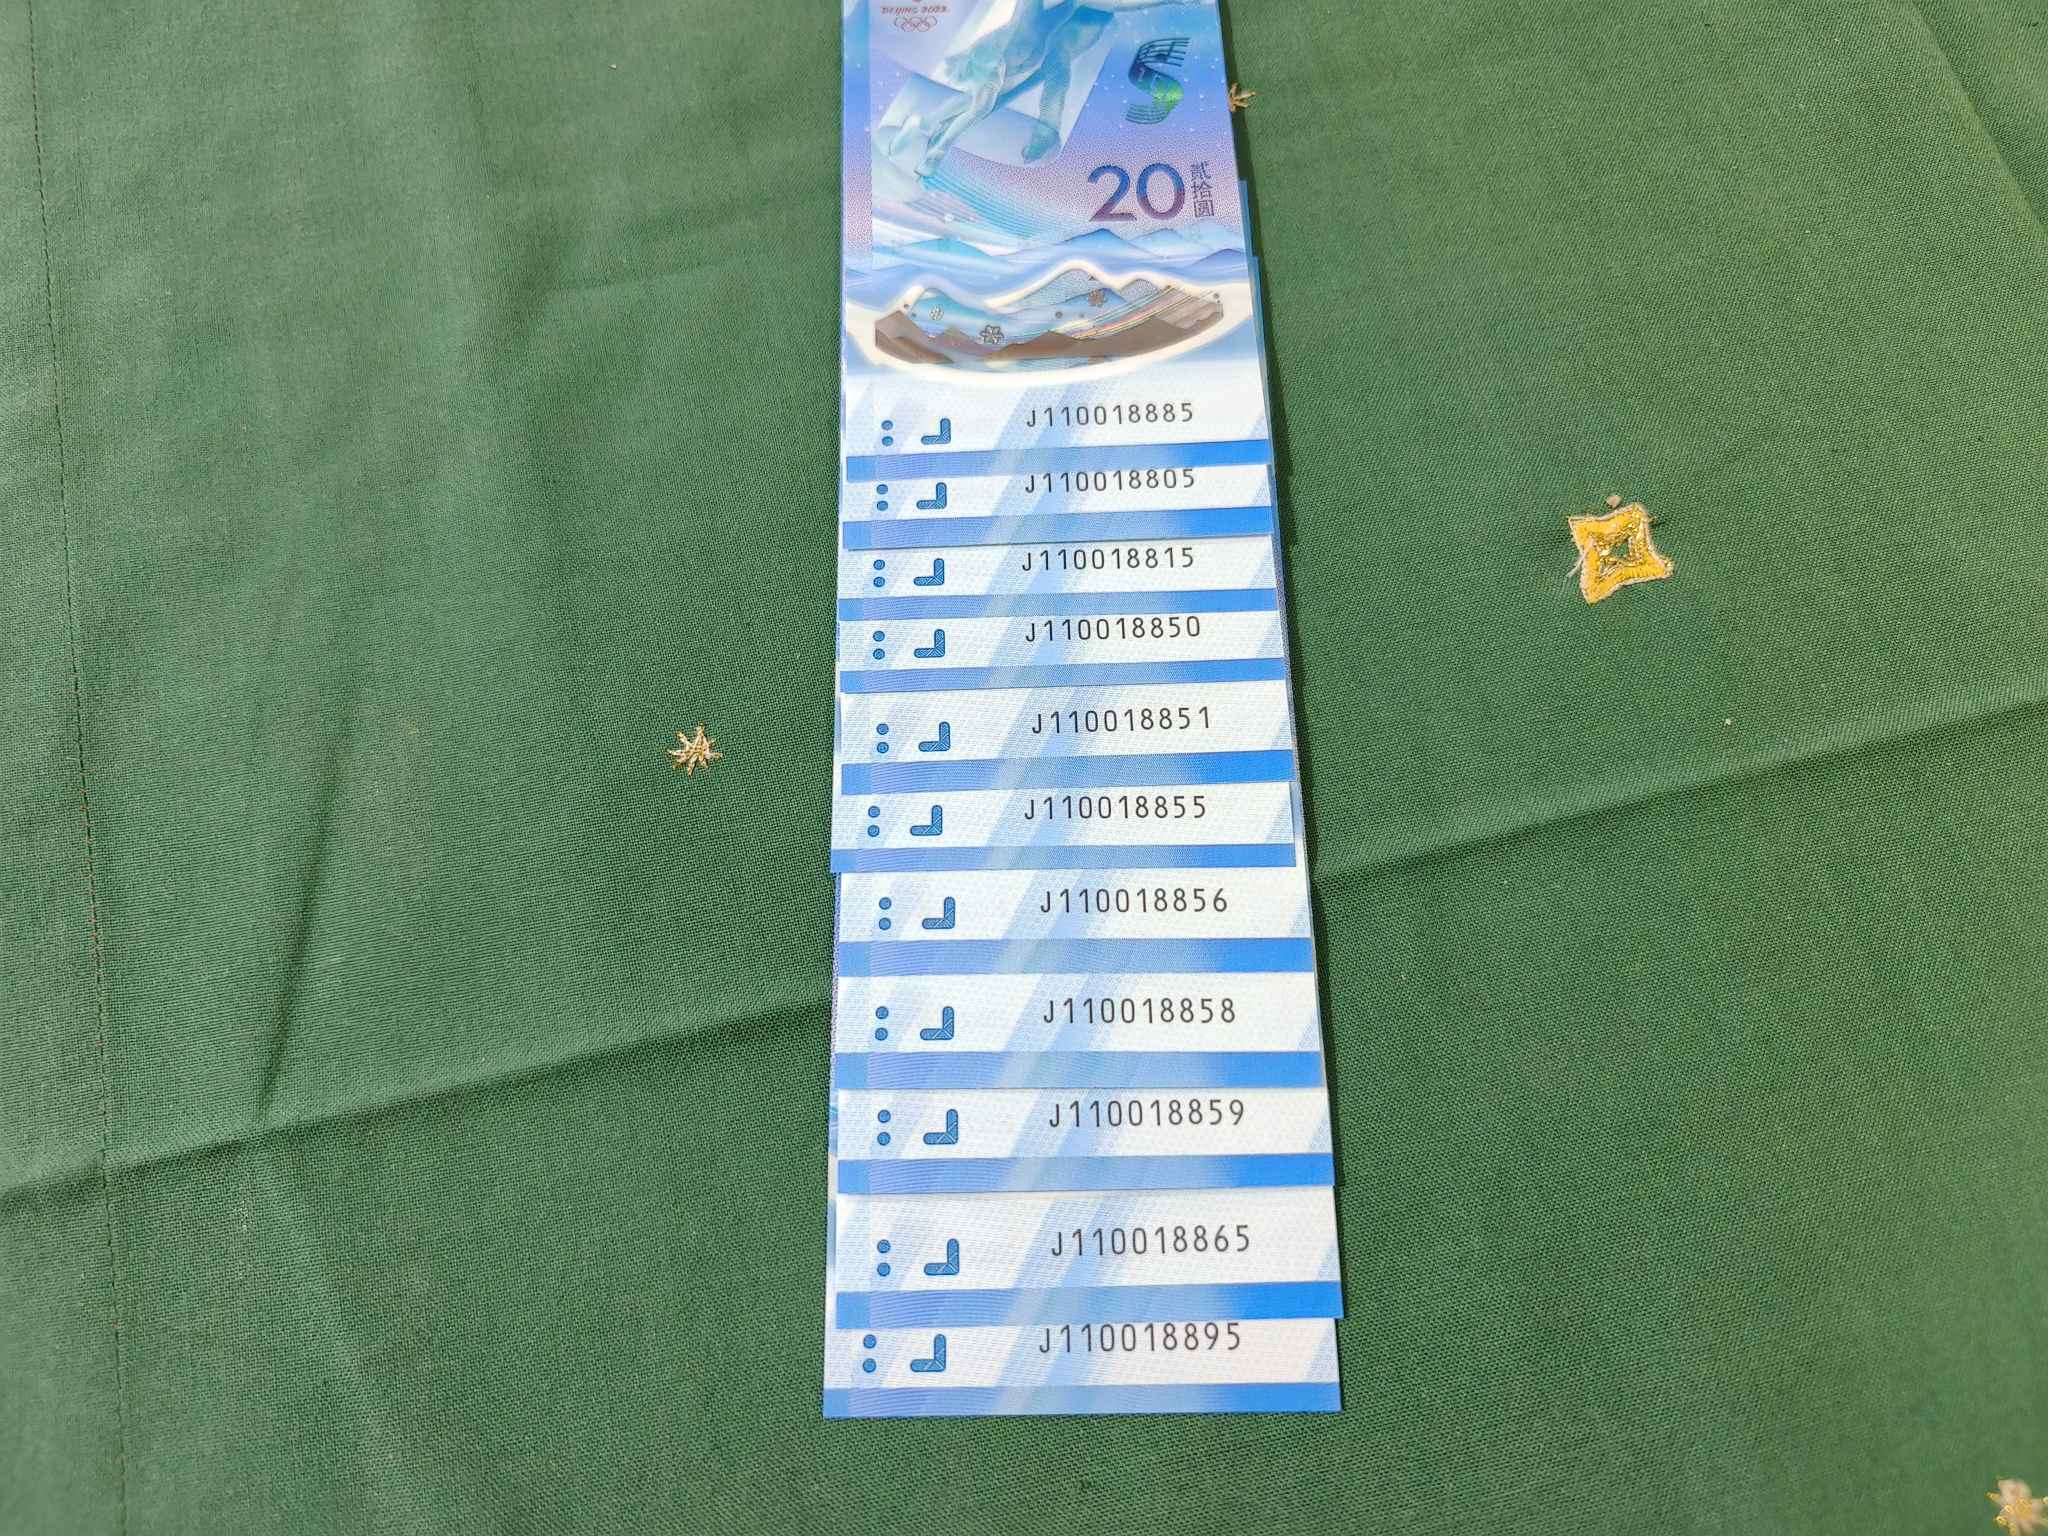 BEIJING 2022
20 贰拾圆
J110018885
J110018805
J110018815
J110018850
J110018851
J110018855
J110018856
J110018858
J110018859
J110018865
J110018895